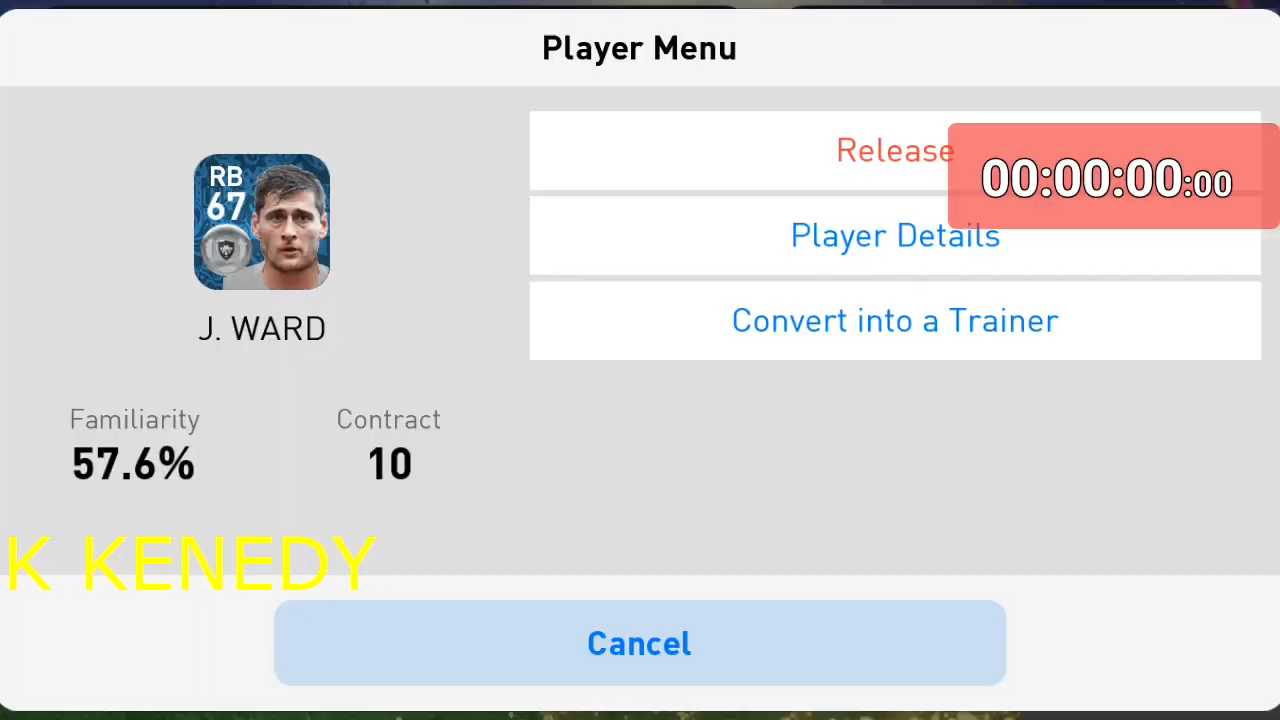 Player Menu
RB
67
J. WARD
Familiarity
57.6%
Contract
10
Release
00:00:00:00
Player Details
Convert into a Trainer
K KENEDY
Cancel